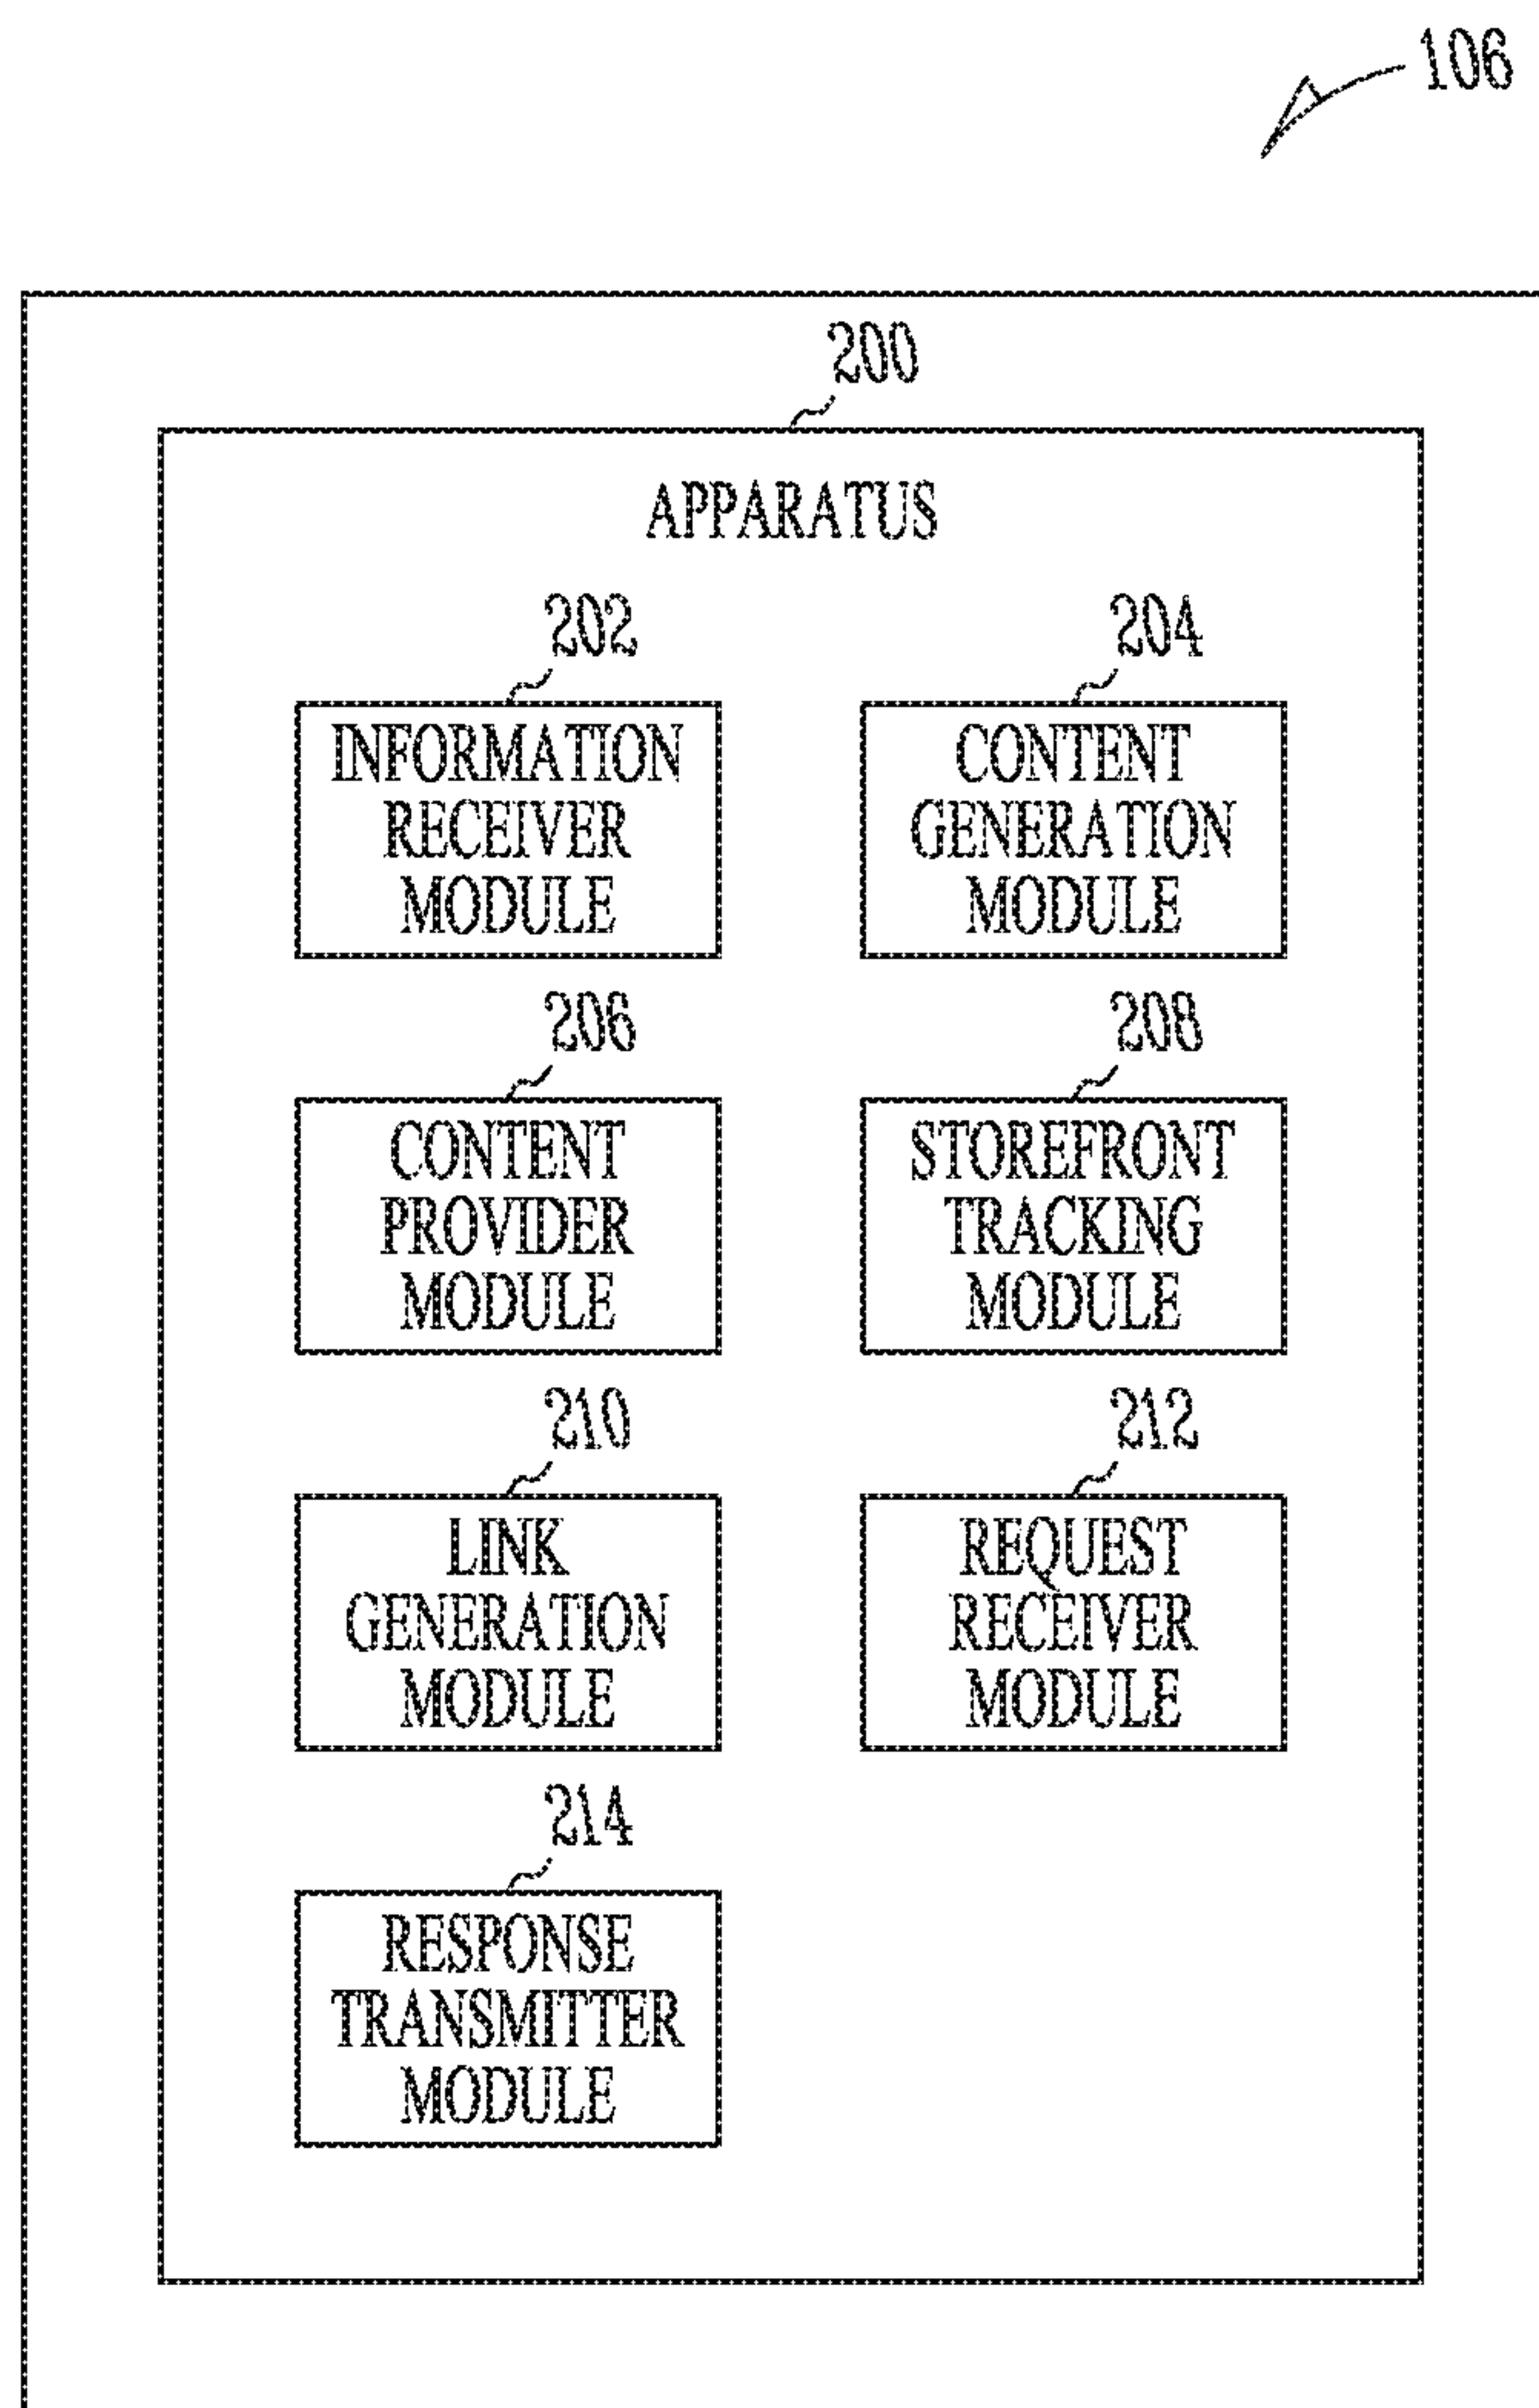 106
200
APPARATUS
202
INFORMATION
RECEIVER
MODULE
204
CONTENT
GENERATION
MODULE
206
CONTENT
PROVIDER
MODULE
208
STOREFRONT
TRACKING
MODULE
210
LINK
GENERATION
MODULE
212
REQUEST
RECEIVER
MODULE
214
RESPONSE
TRANSMITTER
MODULE